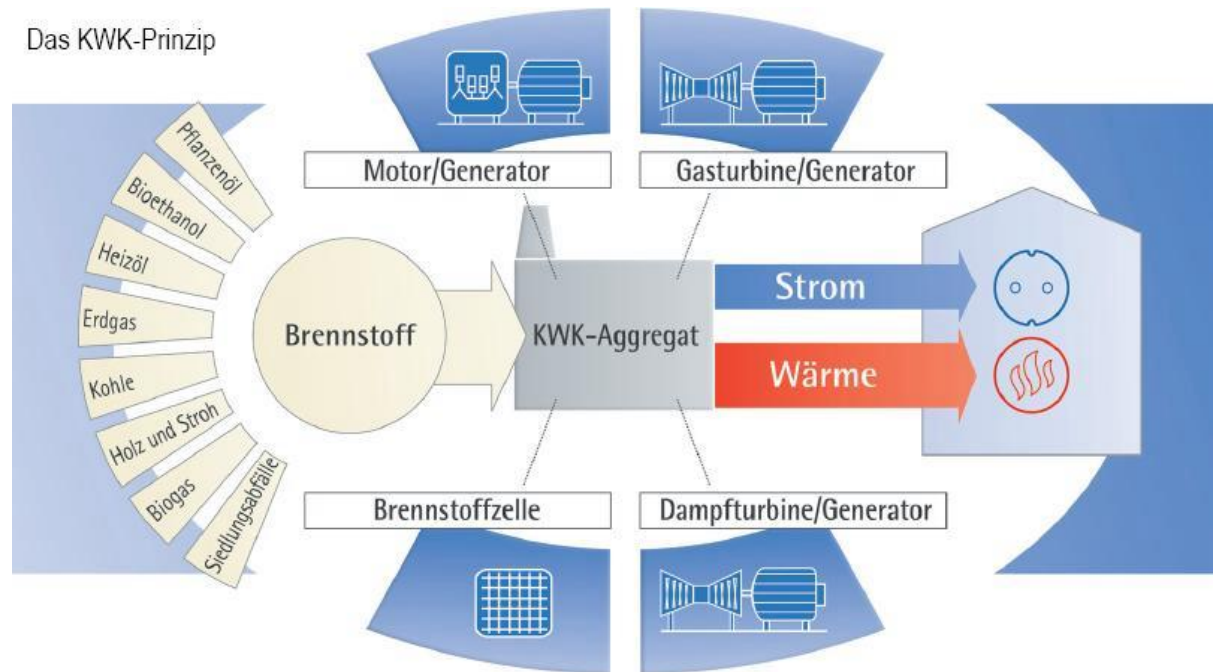 Das KWK-Prinzip
Motor/Generator
Gasturbine/Generator
Pflanzenöl
Bioethanol
Heizöl
Erdgas
Kohle
Holz und Stroh
Biogas
Siedlungsabfälle
Brennstoff
KWK-Aggregat
Strom
Wärme
Brennstoffzelle
Dampfturbine/Generator